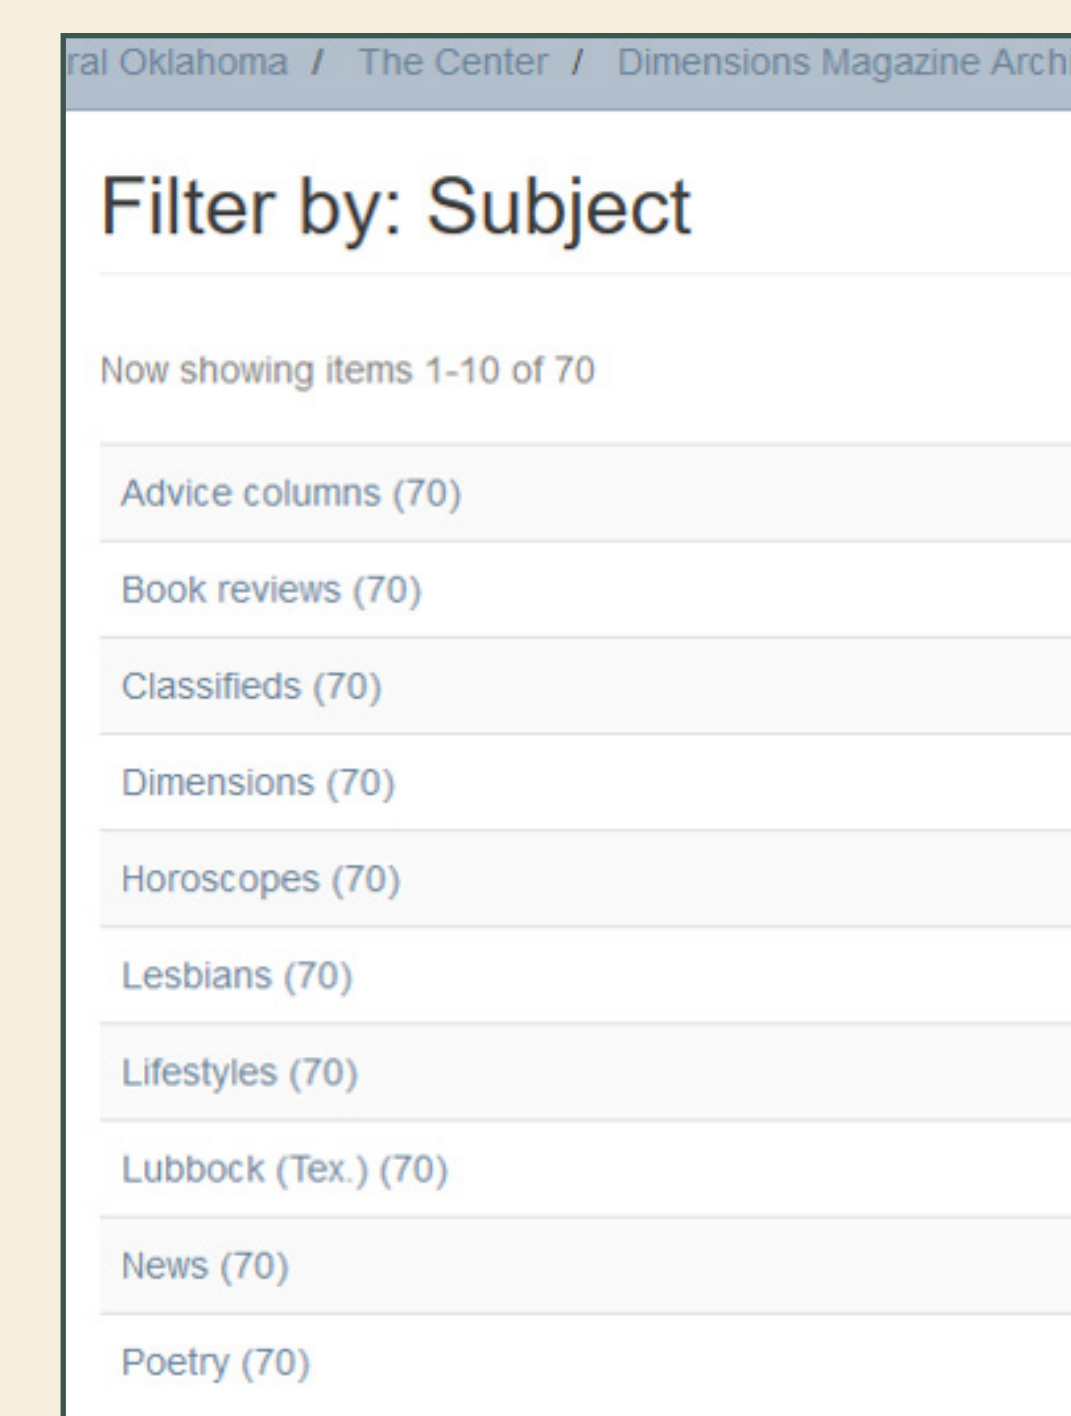 Oklahoma / The Center / Dimensions Magazine
Filter by: Subject
Now showing items 1-10 of 70
Advice columns (70)
Book reviews (70)
Classifieds (70)
Dimensions (70)
Horoscopes (70)
Lesbians (70)
Lifestyles (70)
Lubbock (Tex.) (70)
News (70)
Poetry (70)